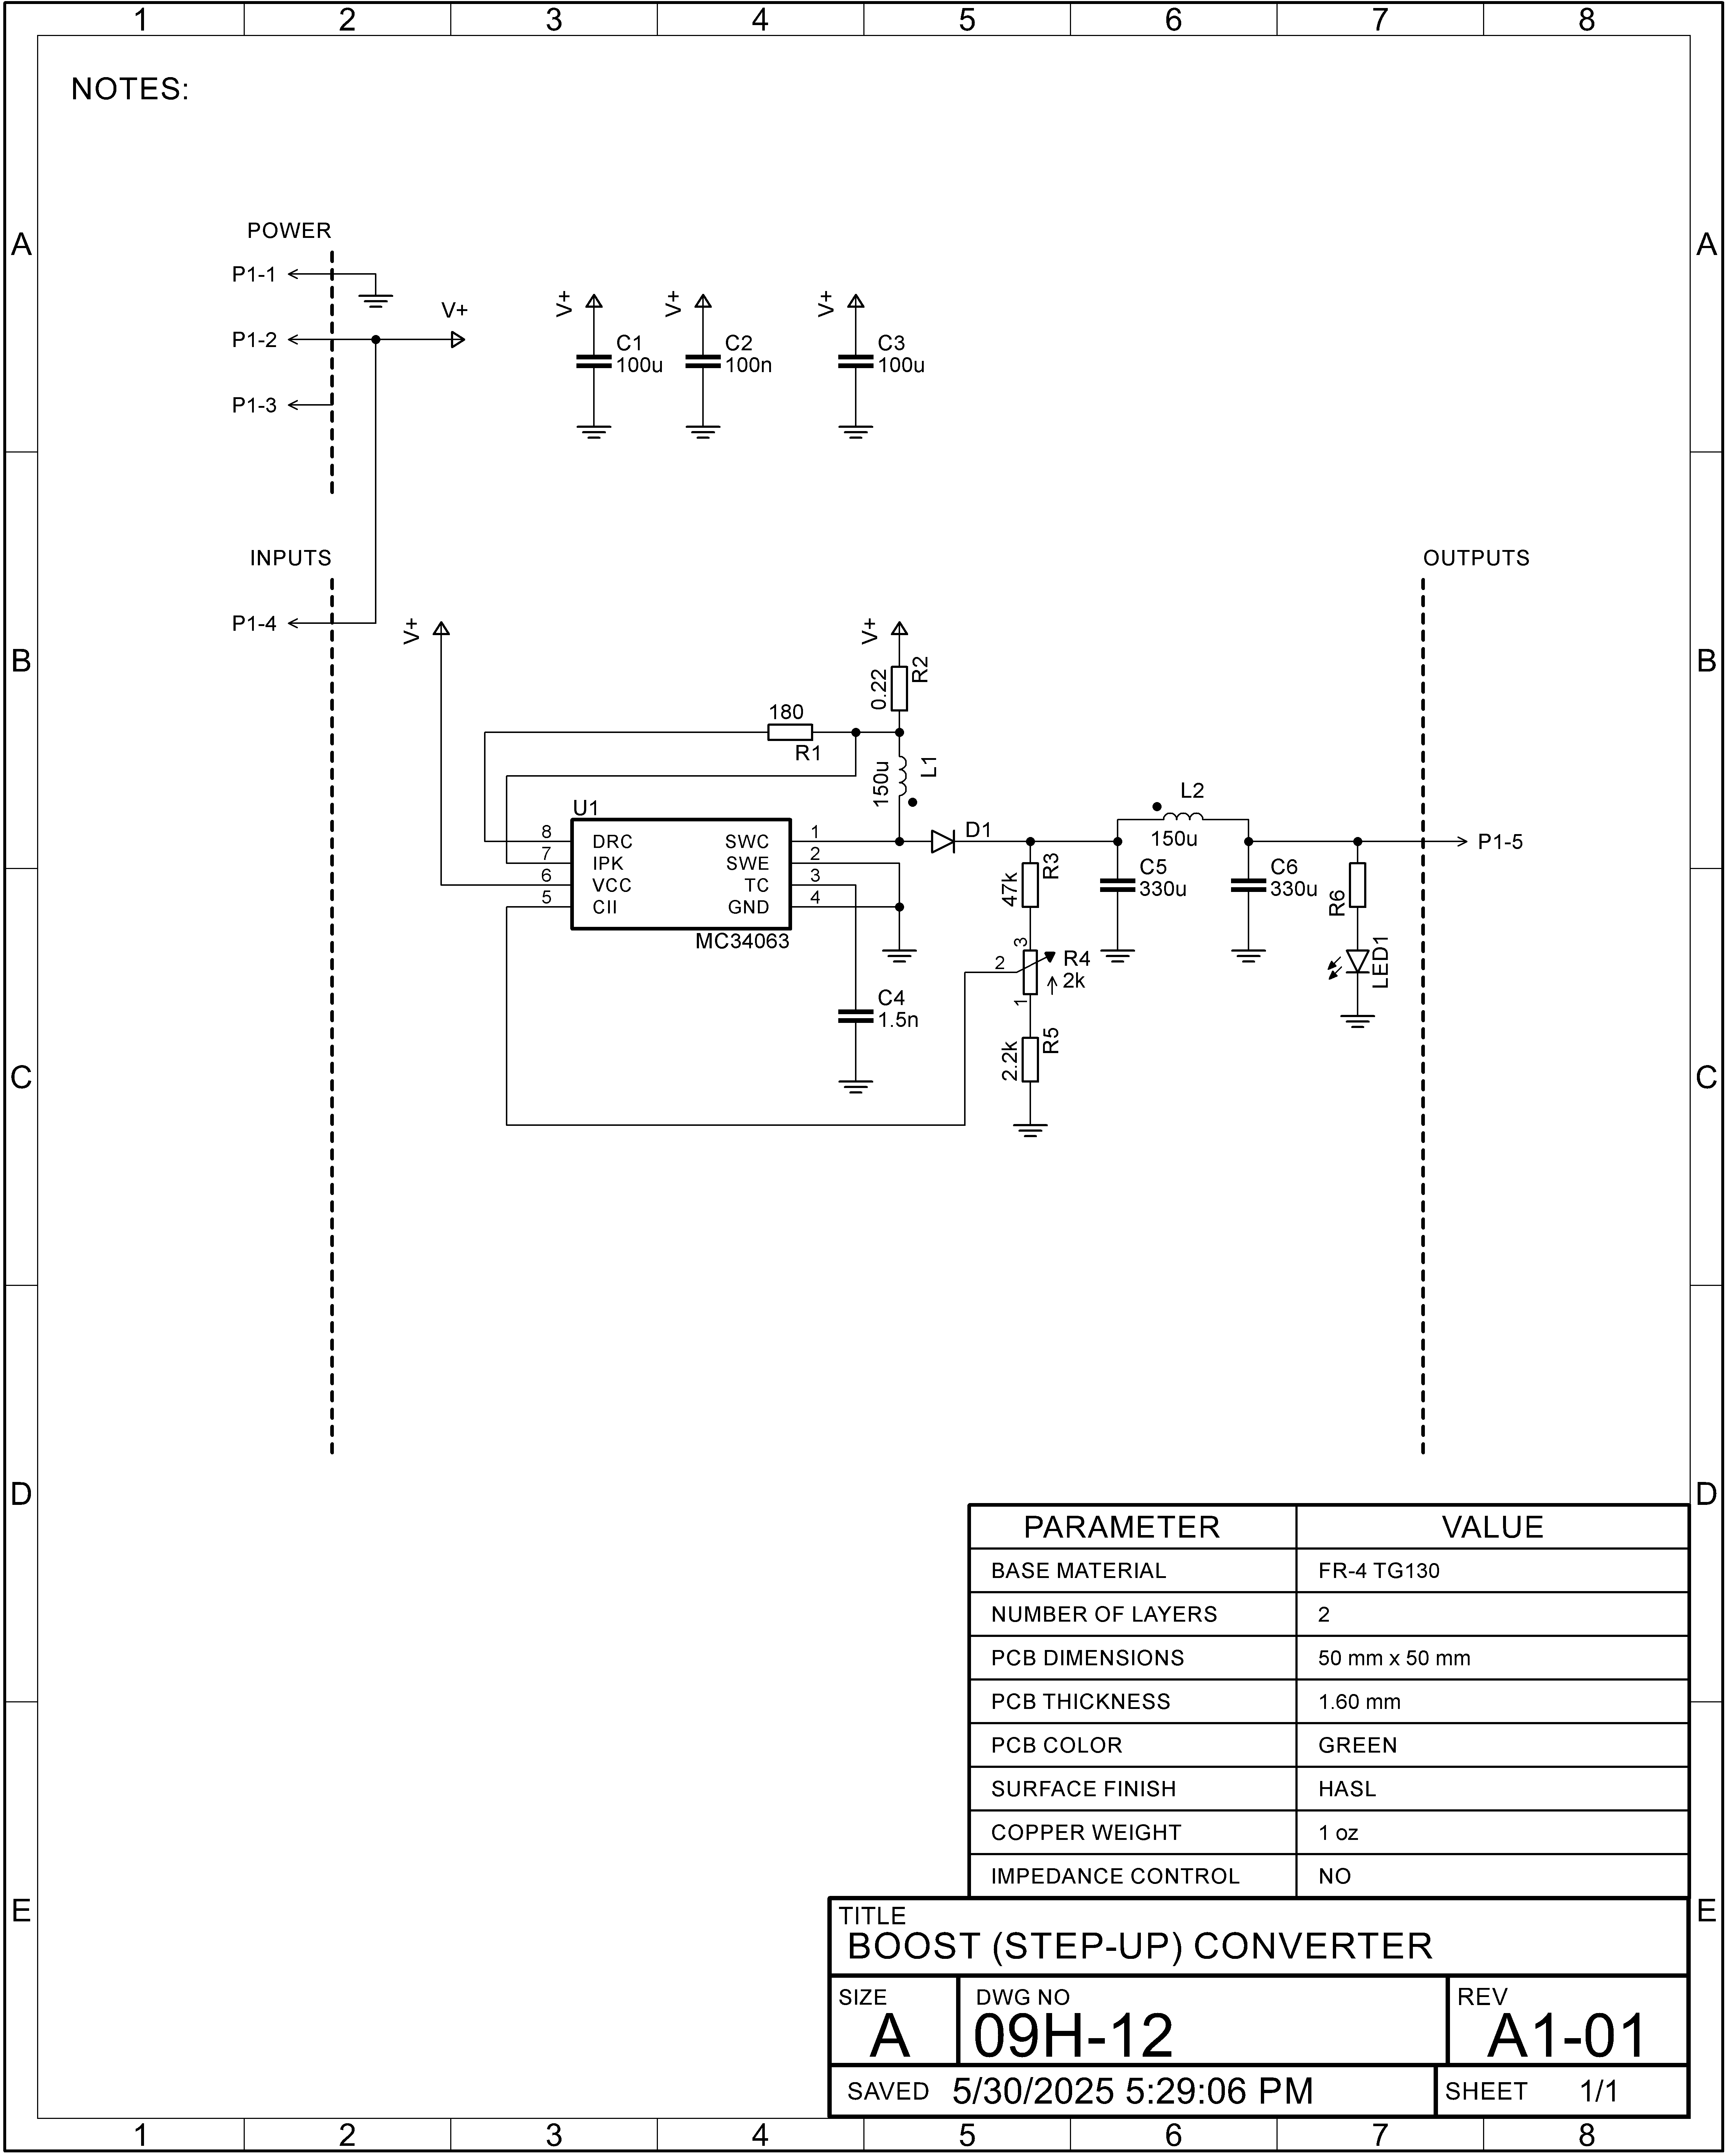 1 2 3 4 5 6 7 8
NOTES:
A A
POWER
P1-1
V+
P1-2
P1-3
V+ V+ V+
C1
100u
C2
100n
C3
100u
INPUTS
OUTPUTS
P1-4
V+
V+
B B
0.22 R2
180
R1
150u L1
U1
8 DRC SWC 1
7 IPK SWE 2
6 VCC TC 3
5 CII GND 4
MC34063
D1
L2
150u
P1-5
47k R3
C5
330u
C6
330u
R6
LED1
3
2
1
R4
2k
C4
1.5n
2.2k R5
C C
D D
PARAMETER VALUE
BASE MATERIAL FR-4 TG130
NUMBER OF LAYERS 2
PCB DIMENSIONS 50 mm x 50 mm
PCB THICKNESS 1.60 mm
PCB COLOR GREEN
SURFACE FINISH HASL
COPPER WEIGHT 1 oz
IMPEDANCE CONTROL NO
E E
TITLE
BOOST (STEP-UP) CONVERTER
SIZE
A
DWG NO
09H-12
REV
A1-01
SAVED 5/30/2025 5:29:06 PM
SHEET 1/1
1 2 3 4 5 6 7 8